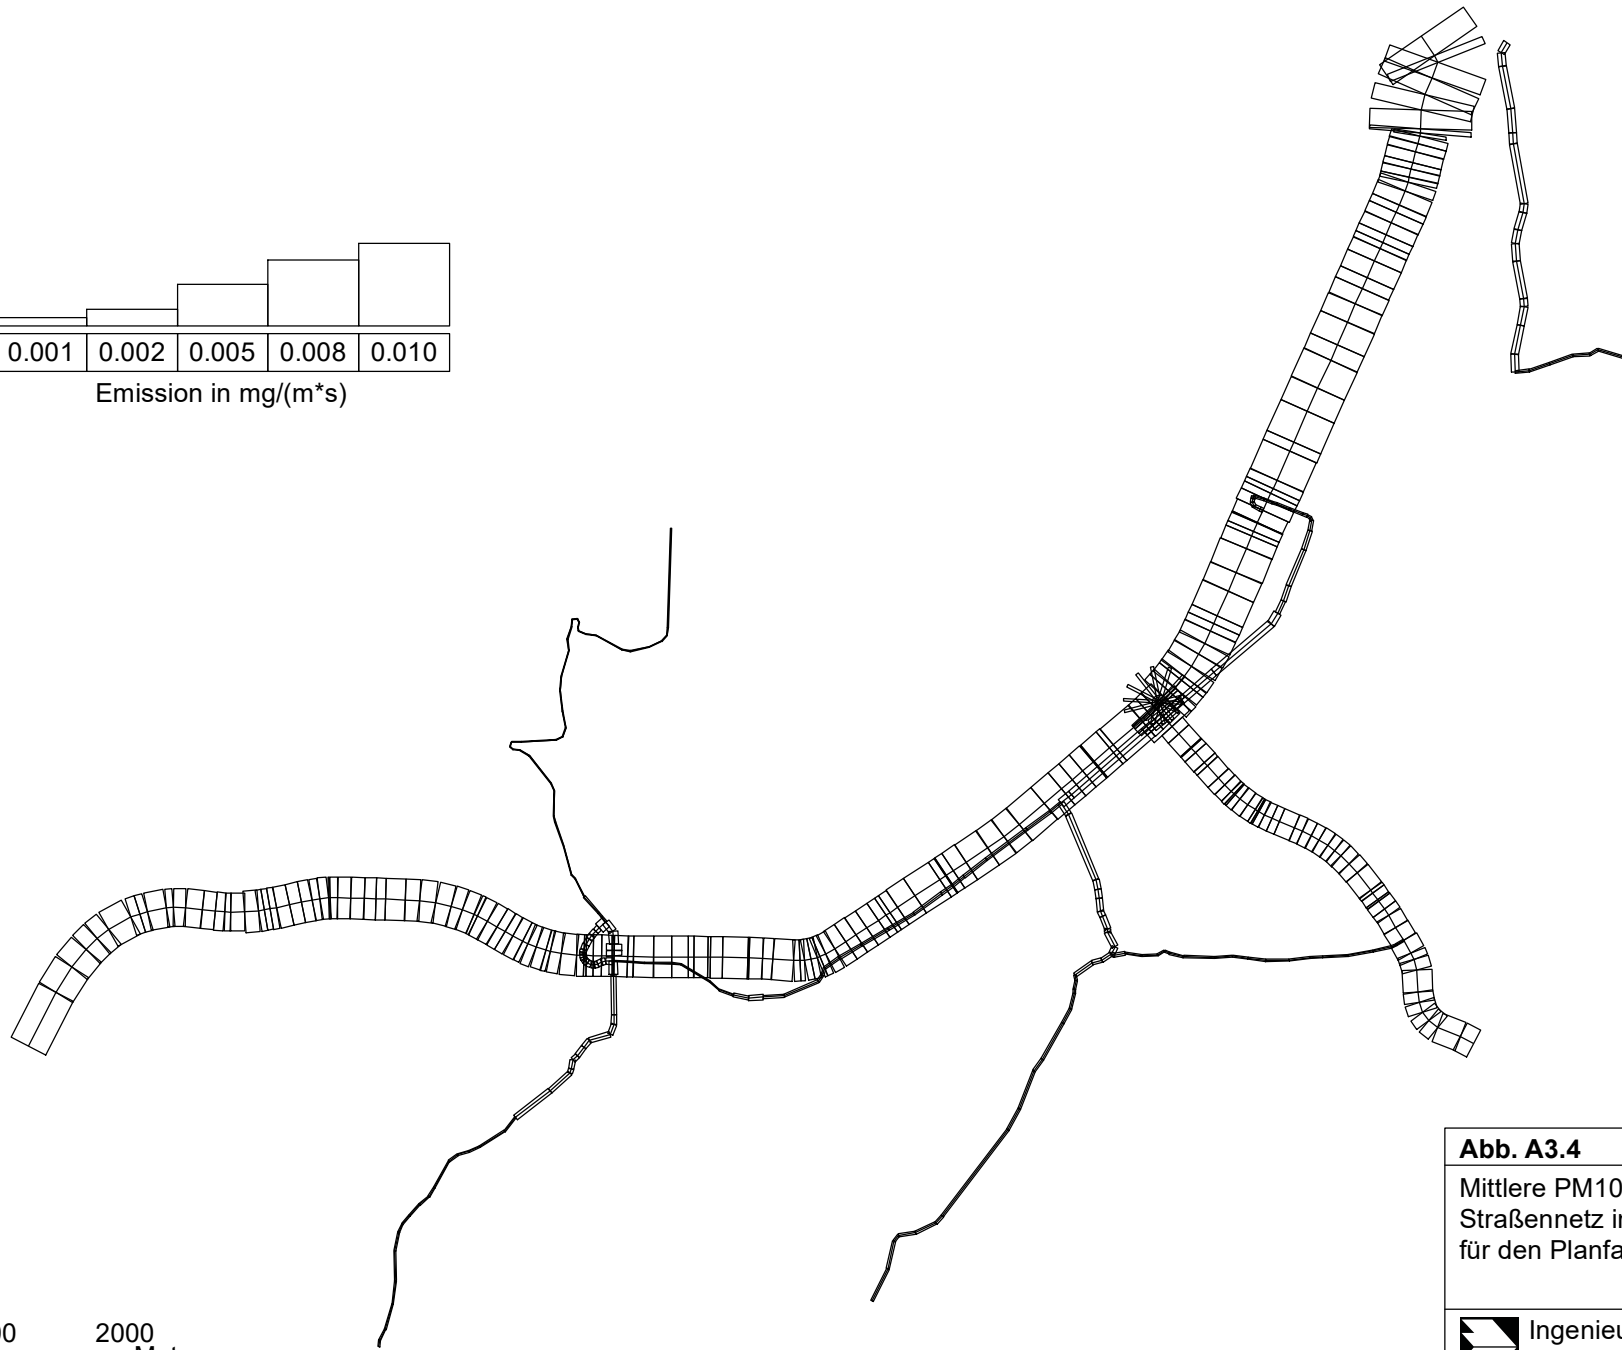 0.001 0.002 0.005 0.008 0.010
Emission in mg/(m*s)
Abb. A3.4
Mittlere PM10
Straßennetz i
für den Planfa
Ingenieu
2000